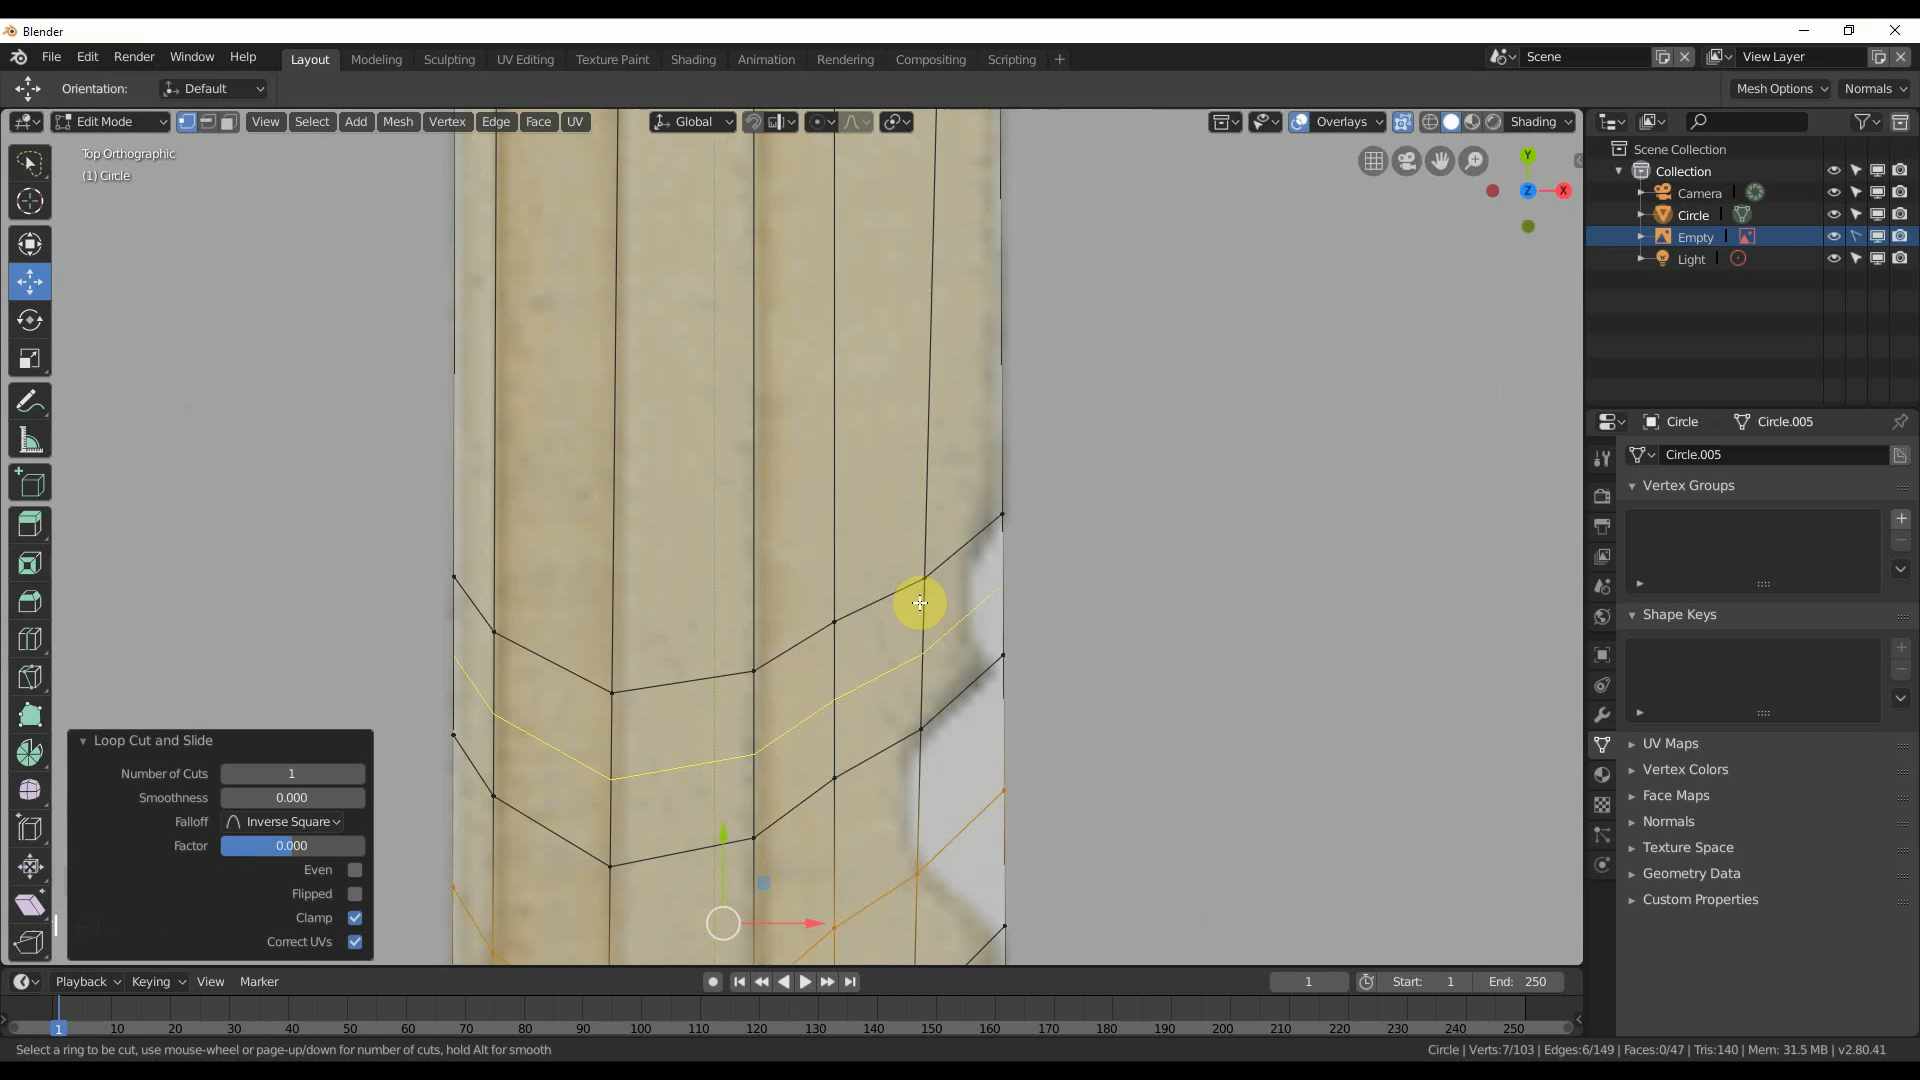 Blender
File Edit Render Window Help
Layout Modeling Sculpting UV Editing Texture Paint Shading Animation Rendering Compositing Scripting +
Scene
View Layer
Orientation: Default
Mesh Options Normals
Edit Mode View Select Add Mesh Vertex Edge Face UV
Global
Overlays
Shading
Top Orthographic
(1) Circle
Y
Z
X
Scene Collection
Collection
Camera
Circle
Empty
Light
Circle Circle.005
Circle.005
Vertex Groups
Shape Keys
UV Maps
Vertex Colors
Face Maps
Normals
Texture Space
Geometry Data
Custom Properties
Loop Cut and Slide
Number of Cuts 1
Smoothness 0.000
Falloff Inverse Square
Factor 0.000
Even
Flipped
Clamp
Correct UVs
Playback Keying View Marker
1
Start: 1
End: 250
1 10 20 30 40 50 60 70 80 90 100 110 120 130 140 150 160 170 180 190 200 210 220 230 240 250
Select a ring to be cut, use mouse-wheel or page-up/down for number of cuts, hold Alt for smooth
Circle | Verts:7/103 | Edges:6/149 | Faces:0/47 | Tris:140 | Mem: 31.5 MB | v2.80.41